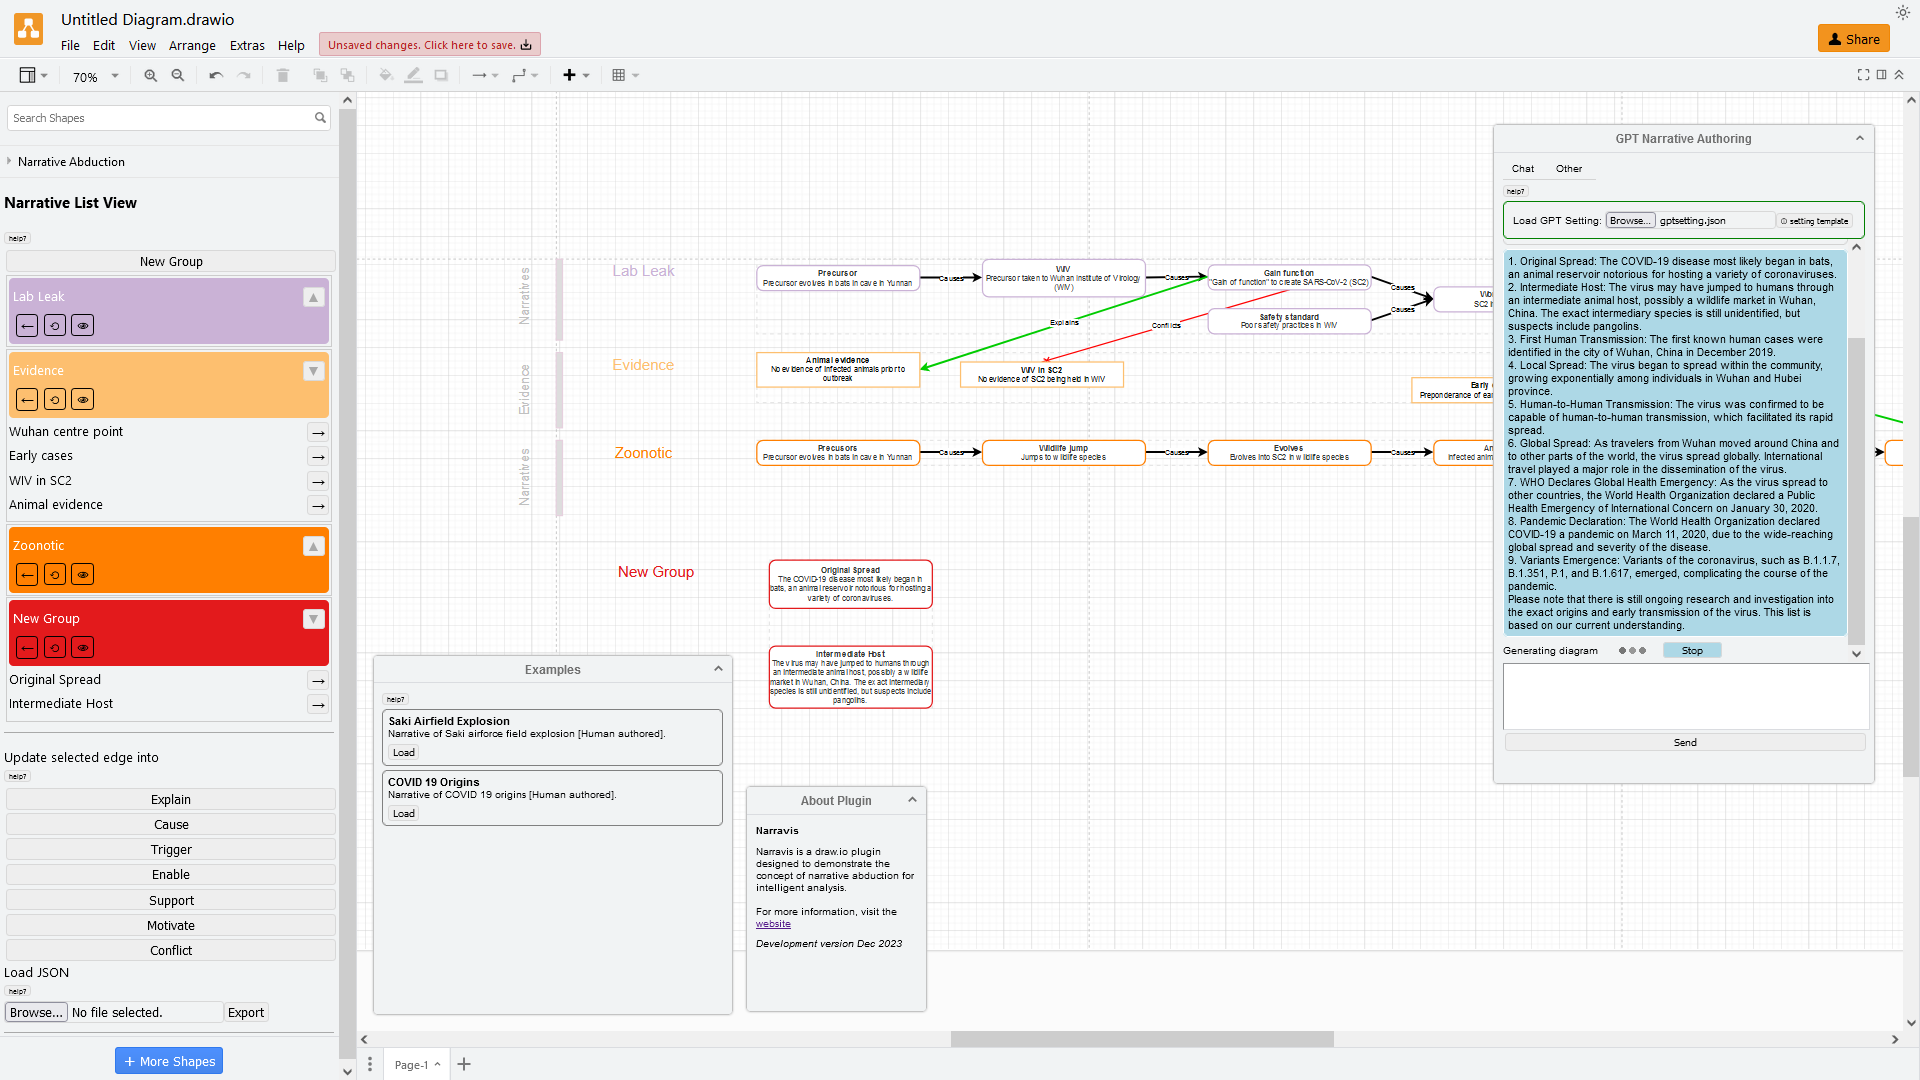 Untitled Diagram.drawio
File Edit View Arrange Extras Help
Unsaved changes. Click here to save.
Share
70%
Search Shapes
Narrative Abduction
Narrative List View
help?
New Group
Lab Leak
Evidence
Wuhan centre point
Early cases
WIV in SC2
Animal evidence
Zoonotic
New Group
Original Spread
Intermediate Host
Update selected edge into
help?
Explain
Cause
Trigger
Enable
Support
Motivate
Conflict
Load JSON
help?
Browse... No file selected. Export
+ More Shapes
Narratives
Lab Leak
Precursor
Precursor evolves in bats in cave in Yunnan
Causes
WIV
Precursor taken to Wuhan Institute of Virology
(WIV)
Causes
Gain function
"Gain of function" to create SARS-CoV-2 (SC2)
Causes
Causes
SC2 i
Safety standard
Poor safety practices in WIV
Explains
Conflicts
Evidence
Evidence
Animal evidence
No evidence of infected animals prior to
outbreak
WIV in SC2
No evidence of SC2 being held in WIV
Early
Preponderance of ea
Narratives
Zoonotic
Precusors
Precursor evolves in bats in cave in Yunnan
Causes
Wildlife jump
Jumps to wildlife species
Causes
Evolves
Evolves into SC2 in wildlife species
Causes
An
Infected anim
New Group
Original Spread
The COVID-19 disease most likely began in
bats, an animal reservoir notorious for hosting a
variety of coronaviruses.
Intermediate Host
The virus may have jumped to humans through
an intermediate animal host, possibly a wildlife
market in Wuhan, China. The exact intermediary
species is still unidentified, but suspects include
pangolins.
Examples
help?
Saki Airfield Explosion
Narrative of Saki airforce field explosion [Human authored].
Load
COVID 19 Origins
Narrative of COVID 19 origins [Human authored].
Load
About Plugin
Narravis
Narravis is a draw.io plugin
designed to demonstrate the
concept of narrative abduction for
intelligent analysis.
For more information, visit the
website
Development version Dec 2023
GPT Narrative Authoring
Chat Other
help?
Load GPT Setting: Browse... gptsetting.json setting template
1. Original Spread: The COVID-19 disease most likely began in bats,
an animal reservoir notorious for hosting a variety of coronaviruses.
2. Intermediate Host: The virus may have jumped to humans through
an intermediate animal host, possibly a wildlife market in Wuhan,
China. The exact intermediary species is still unidentified, but
suspects include pangolins.
3. First Human Transmission: The first known human cases were
identified in the city of Wuhan, China in December 2019.
4. Local Spread: The virus began to spread within the community,
growing exponentially among individuals in Wuhan and Hubei
province.
5. Human-to-Human Transmission: The virus was confirmed to be
capable of human-to-human transmission, which facilitated its rapid
spread.
6. Global Spread: As travelers from Wuhan moved around China and
to other parts of the world, the virus spread globally. International
travel played a major role in the dissemination of the virus.
7. WHO Declares Global Health Emergency: As the virus spread to
other countries, the World Health Organization declared a Public
Health Emergency of International Concern on January 30, 2020.
8. Pandemic Declaration: The World Health Organization declared
COVID-19 a pandemic on March 11, 2020, due to the wide-reaching
global spread and severity of the disease.
9. Variants Emergence: Variants of the coronavirus, such as B.1.1.7,
B.1.351, P.1, and B.1.617, emerged, complicating the course of the
pandemic.
Please note that there is still ongoing research and investigation into
the exact origins and early transmission of the virus. This list is
based on our current understanding.
Generating diagram Stop
Send
Page-1